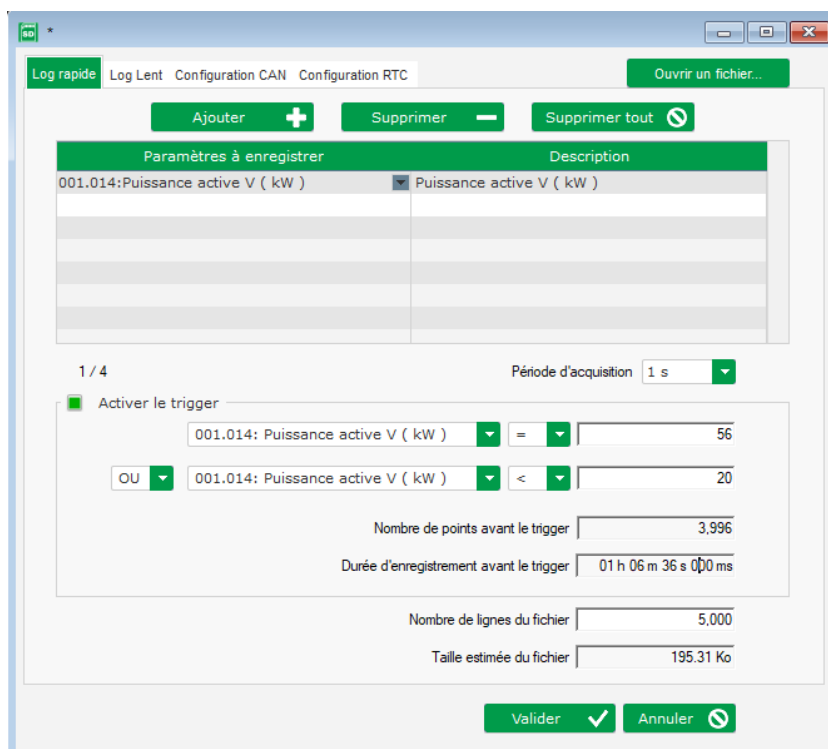 SD *
Log rapide Log Lent Configuration CAN Configuration RTC Ouvrir un fichier...
Ajouter Supprimer Supprimer tout
Paramètres à enregistrer Description
001.014:Puissance active V ( kW ) Puissance active V ( kW )
1 / 4 Période d'acquisition 1 s
Activer le trigger
001.014: Puissance active V ( kW ) = 56
OU 001.014: Puissance active V ( kW ) < 20
Nombre de points avant le trigger 3,996
Durée d'enregistrement avant le trigger 01 h 06 m 36 s 000 ms
Nombre de lignes du fichier 5,000
Taille estimée du fichier 195.31 Ko
Valider Annuler